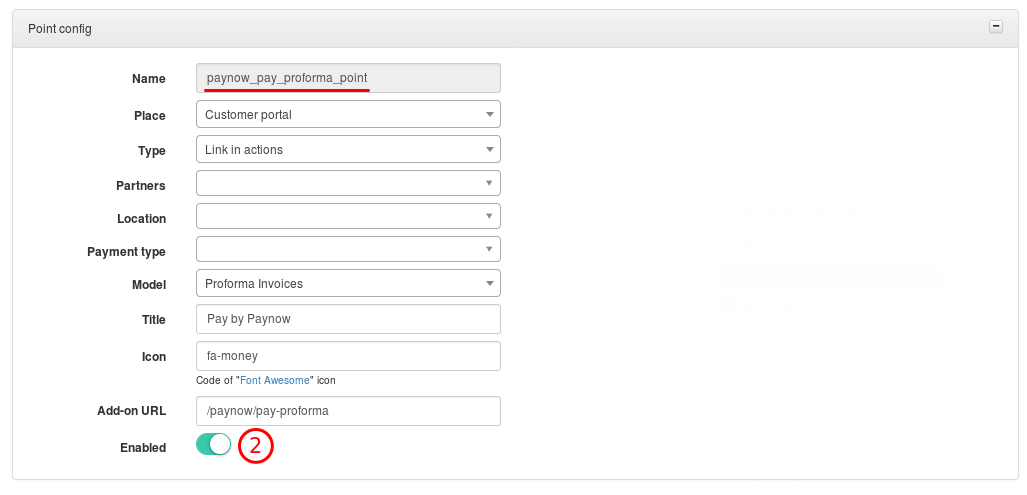 Point config
Name paynow_pay_proforma_point
Place Customer portal
Type Link in actions
Partners
Location
Payment type
Model Proforma Invoices
Title Pay by Paynow
Icon fa-money
Code of "Font Awesome" icon
Add-on URL /paynow/pay-proforma
Enabled 2